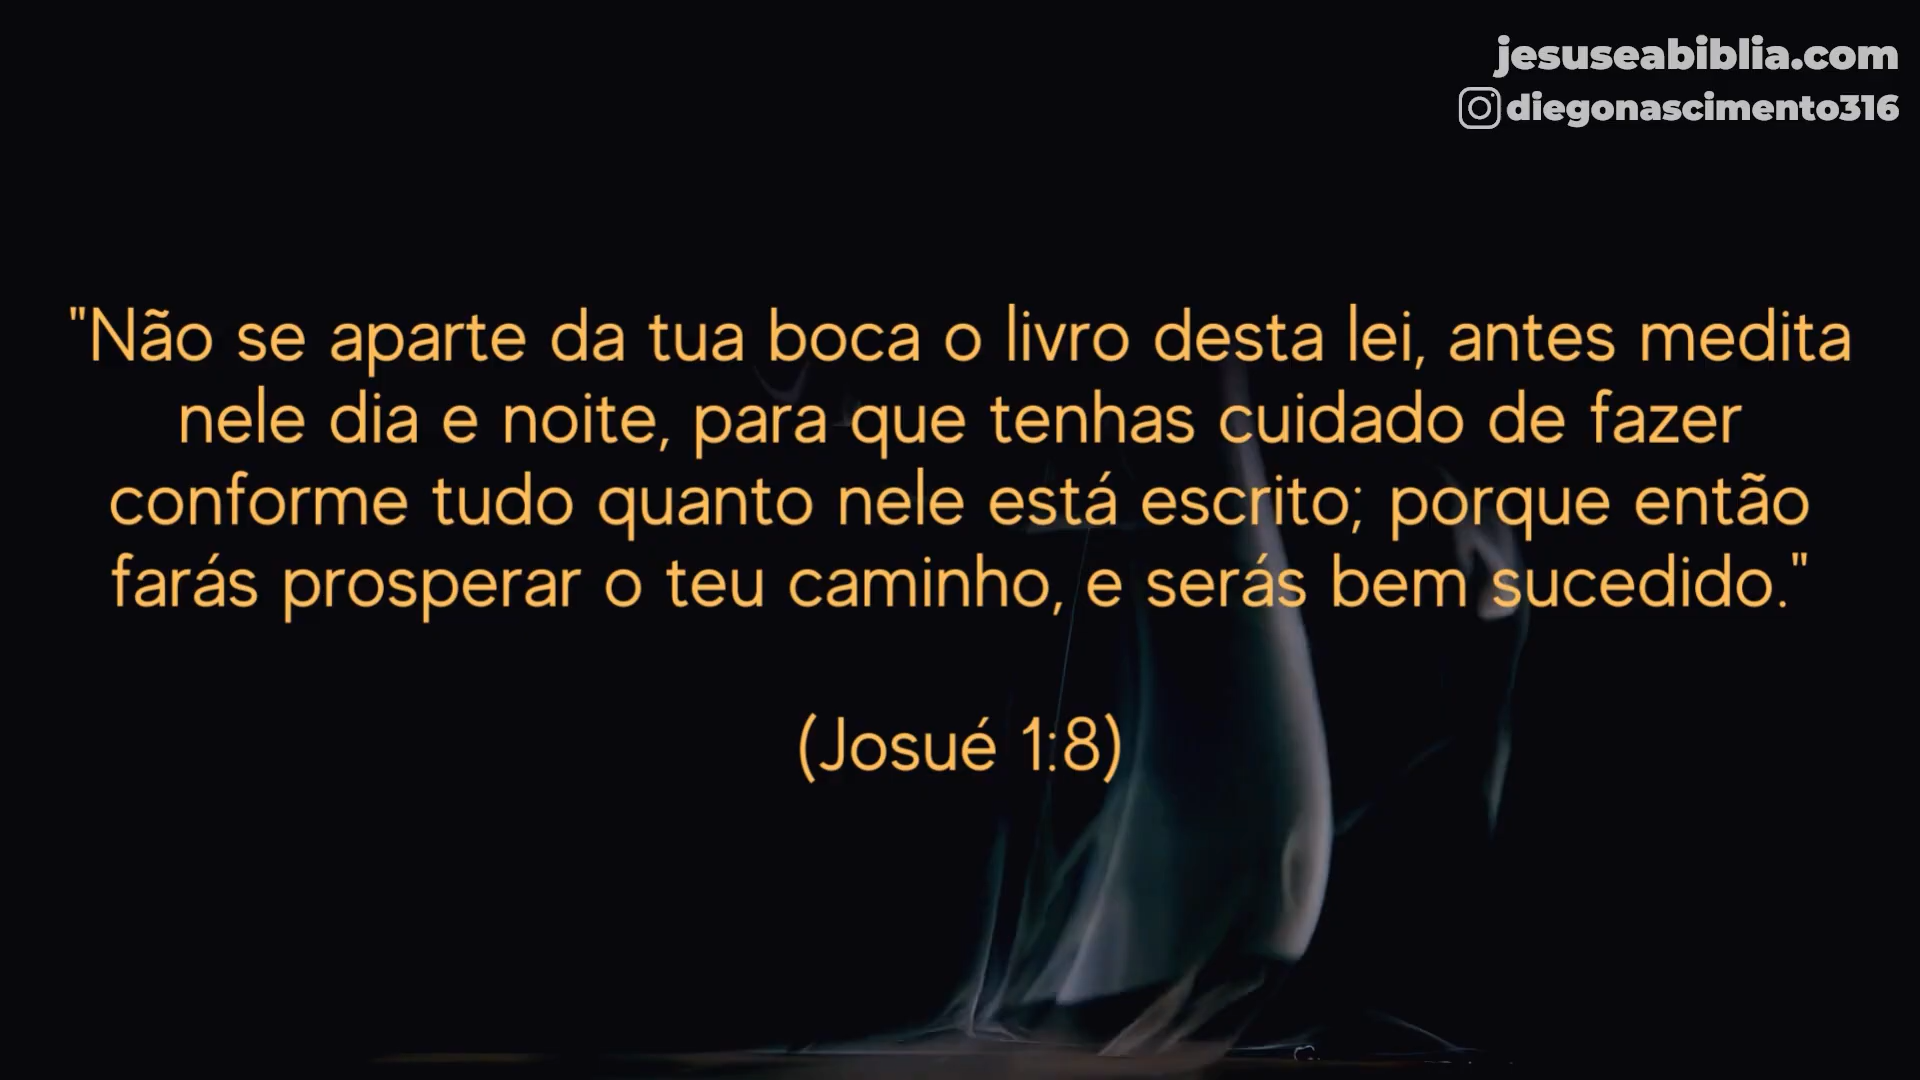 jesuseabiblia.com
diegonascimento316
"Não se aparte da tua boca o livro desta lei, antes medita
nele dia e noite, para que tenhas cuidado de fazer
conforme tudo quanto nele está escrito; porque então
farás prosperar o teu caminho, e serás bem sucedido."
(Josué 1:8)